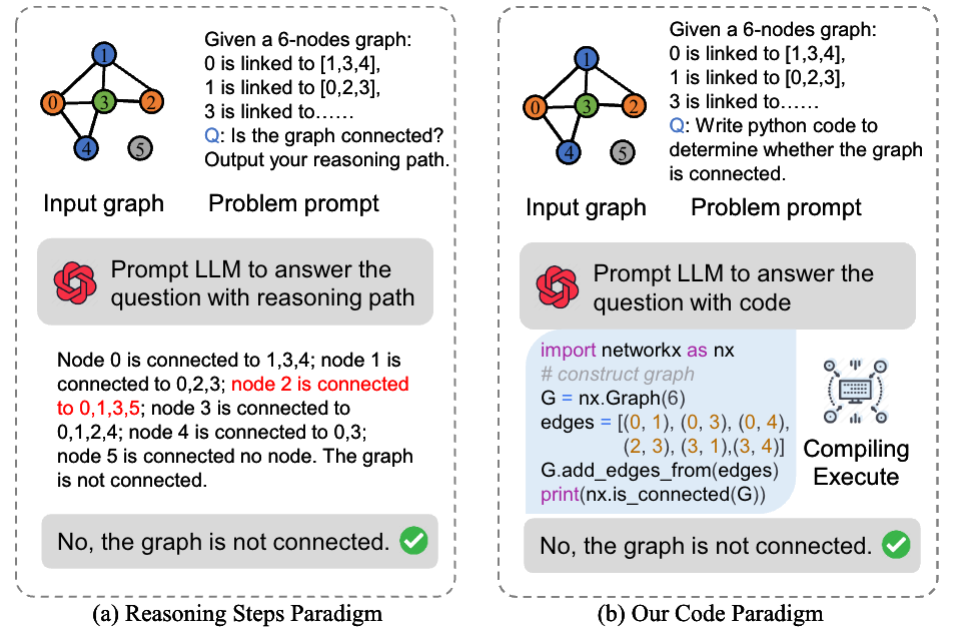 1
0
3
2
4
5
Given a 6-nodes graph:
0 is linked to [1,3,4],
1 is linked to [0,2,3],
3 is linked to......
Q: Is the graph connected?
Output your reasoning path.
Input graph
Problem prompt
Prompt LLM to answer the
question with reasoning path
Node 0 is connected to 1,3,4; node 1 is
connected to 0,2,3; node 2 is connected
to 0,1,3,5; node 3 is connected to
0,1,2,4; node 4 is connected to 0,3;
node 5 is connected no node. The graph
is not connected.
No, the graph is not connected.
(a) Reasoning Steps Paradigm
1
0
3
2
4
5
Given a 6-nodes graph:
0 is linked to [1,3,4],
1 is linked to [0,2,3],
3 is linked to......
Q: Write python code to
determine whether the graph
is connected.
Input graph
Problem prompt
Prompt LLM to answer the
question with code
import networkx as nx
# construct graph
G = nx.Graph(6)
edges = [(0, 1), (0, 3), (0, 4),
(2, 3), (3, 1),(3, 4)]
G.add_edges_from(edges)
print(nx.is_connected(G))
Compiling
Execute
No, the graph is not connected.
(b) Our Code Paradigm